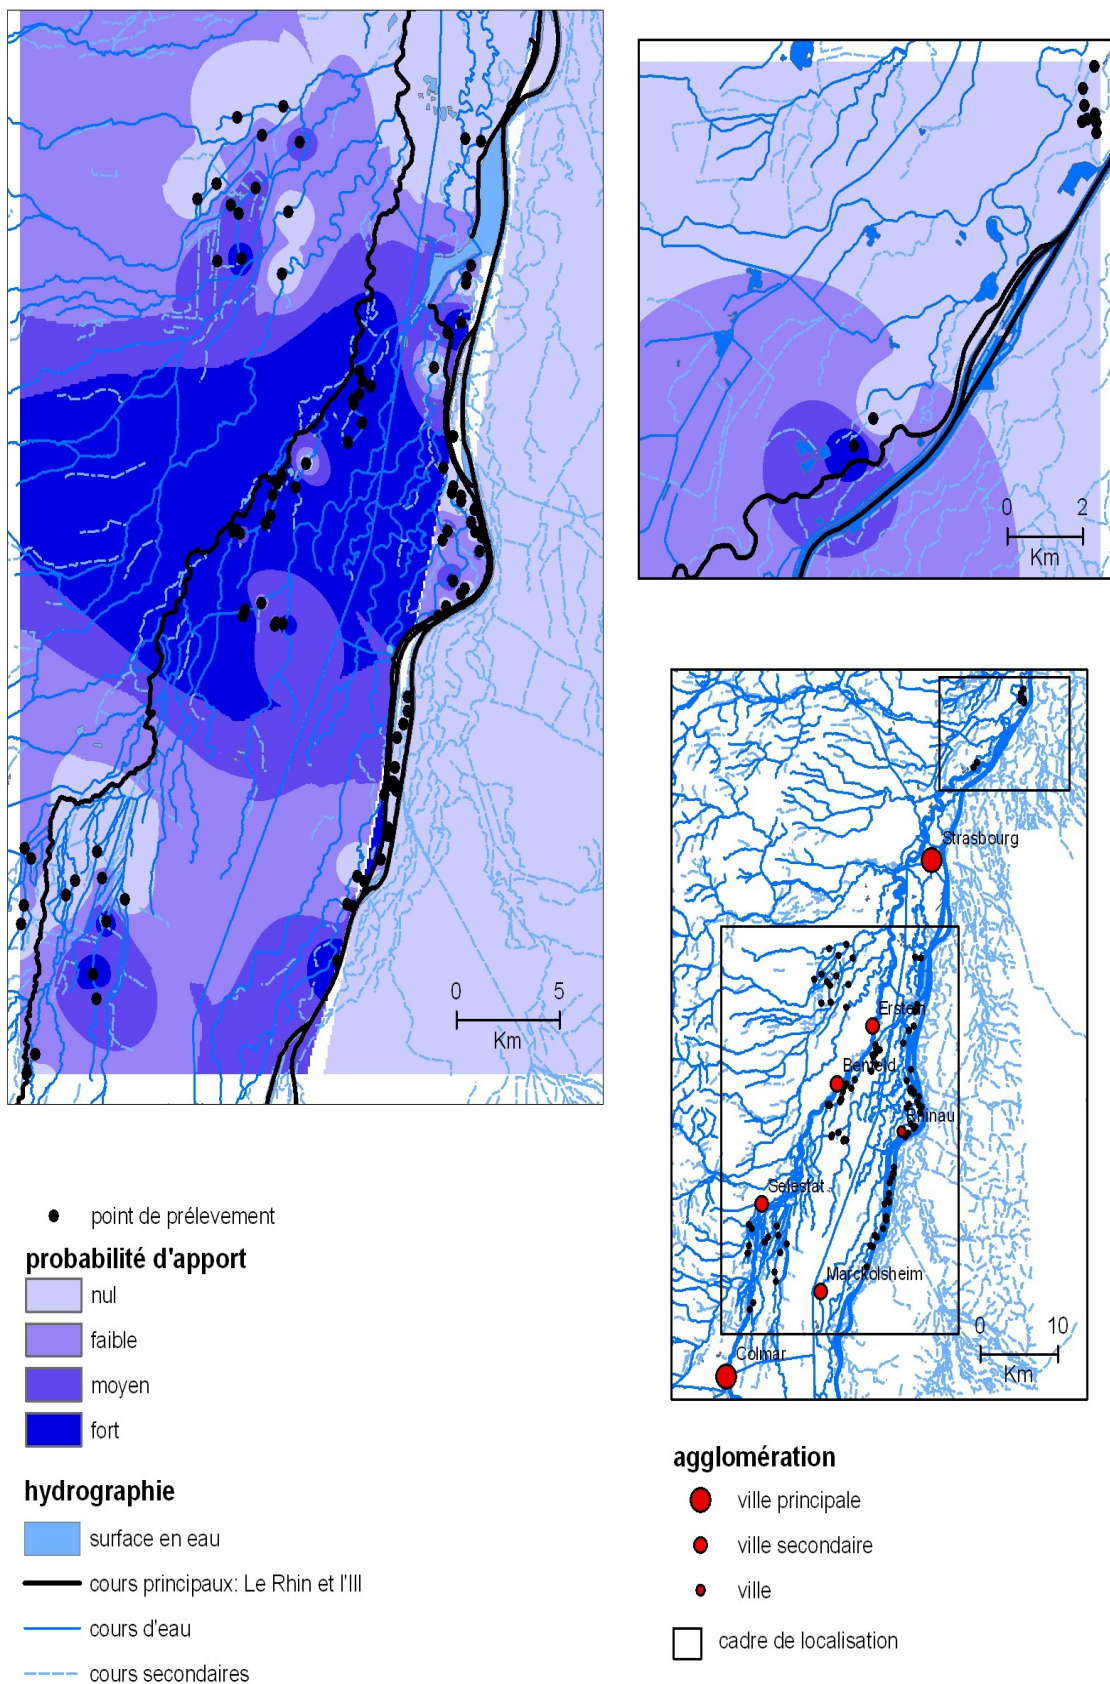 0 5
Km
0 2
Km
Strasbourg
Erstein
Benfeld
Rhinau
Selestat
Marckolsheim
0 10
Km
Colmar
point de prélevement
probabilité d'apport
nul
faible
moyen
fort
hydrographie
surface en eau
cours principaux: Le Rhin et l'Ill
cours d'eau
cours secondaires
agglomération
ville principale
ville secondaire
ville
cadre de localisation